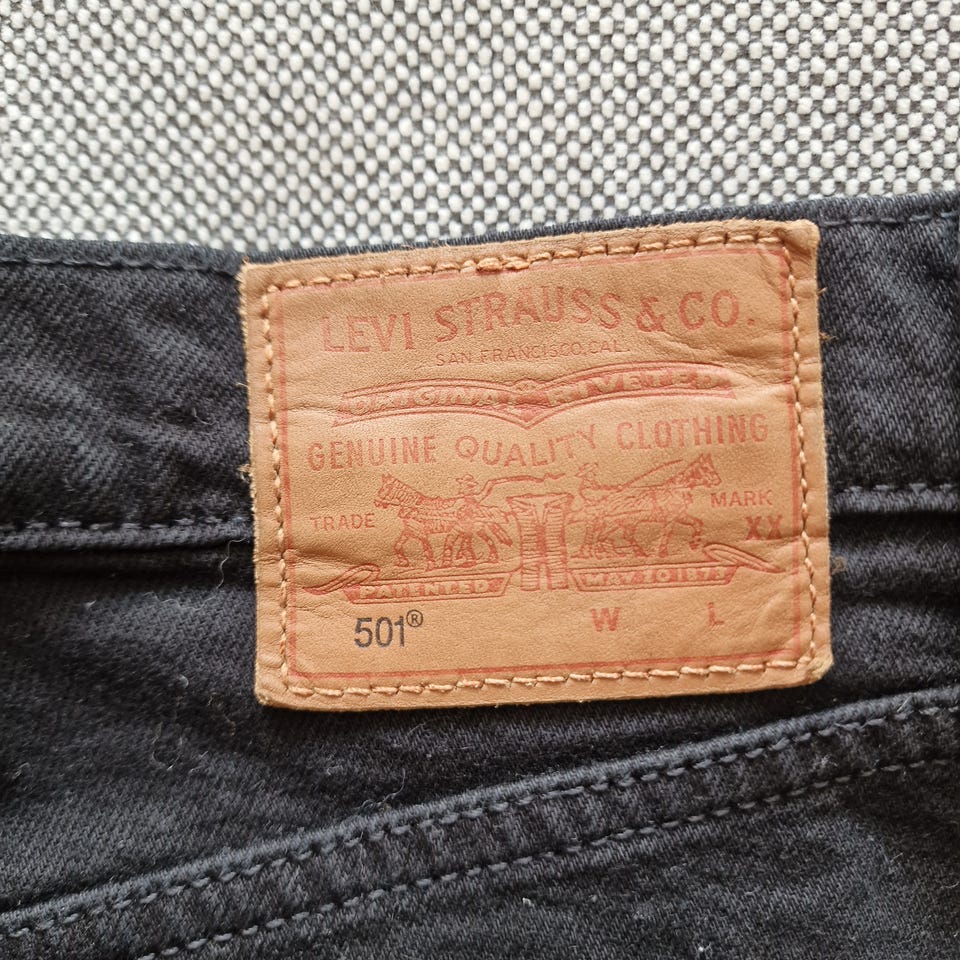 LEVI STRAUSS & CO.
SAN FRANCISCO, CAL.
ORIGINAL RIVETED
GENUINE QUALITY CLOTHING
TRADE MARK
XX
PATENTED MAY 20 1873
501® W L